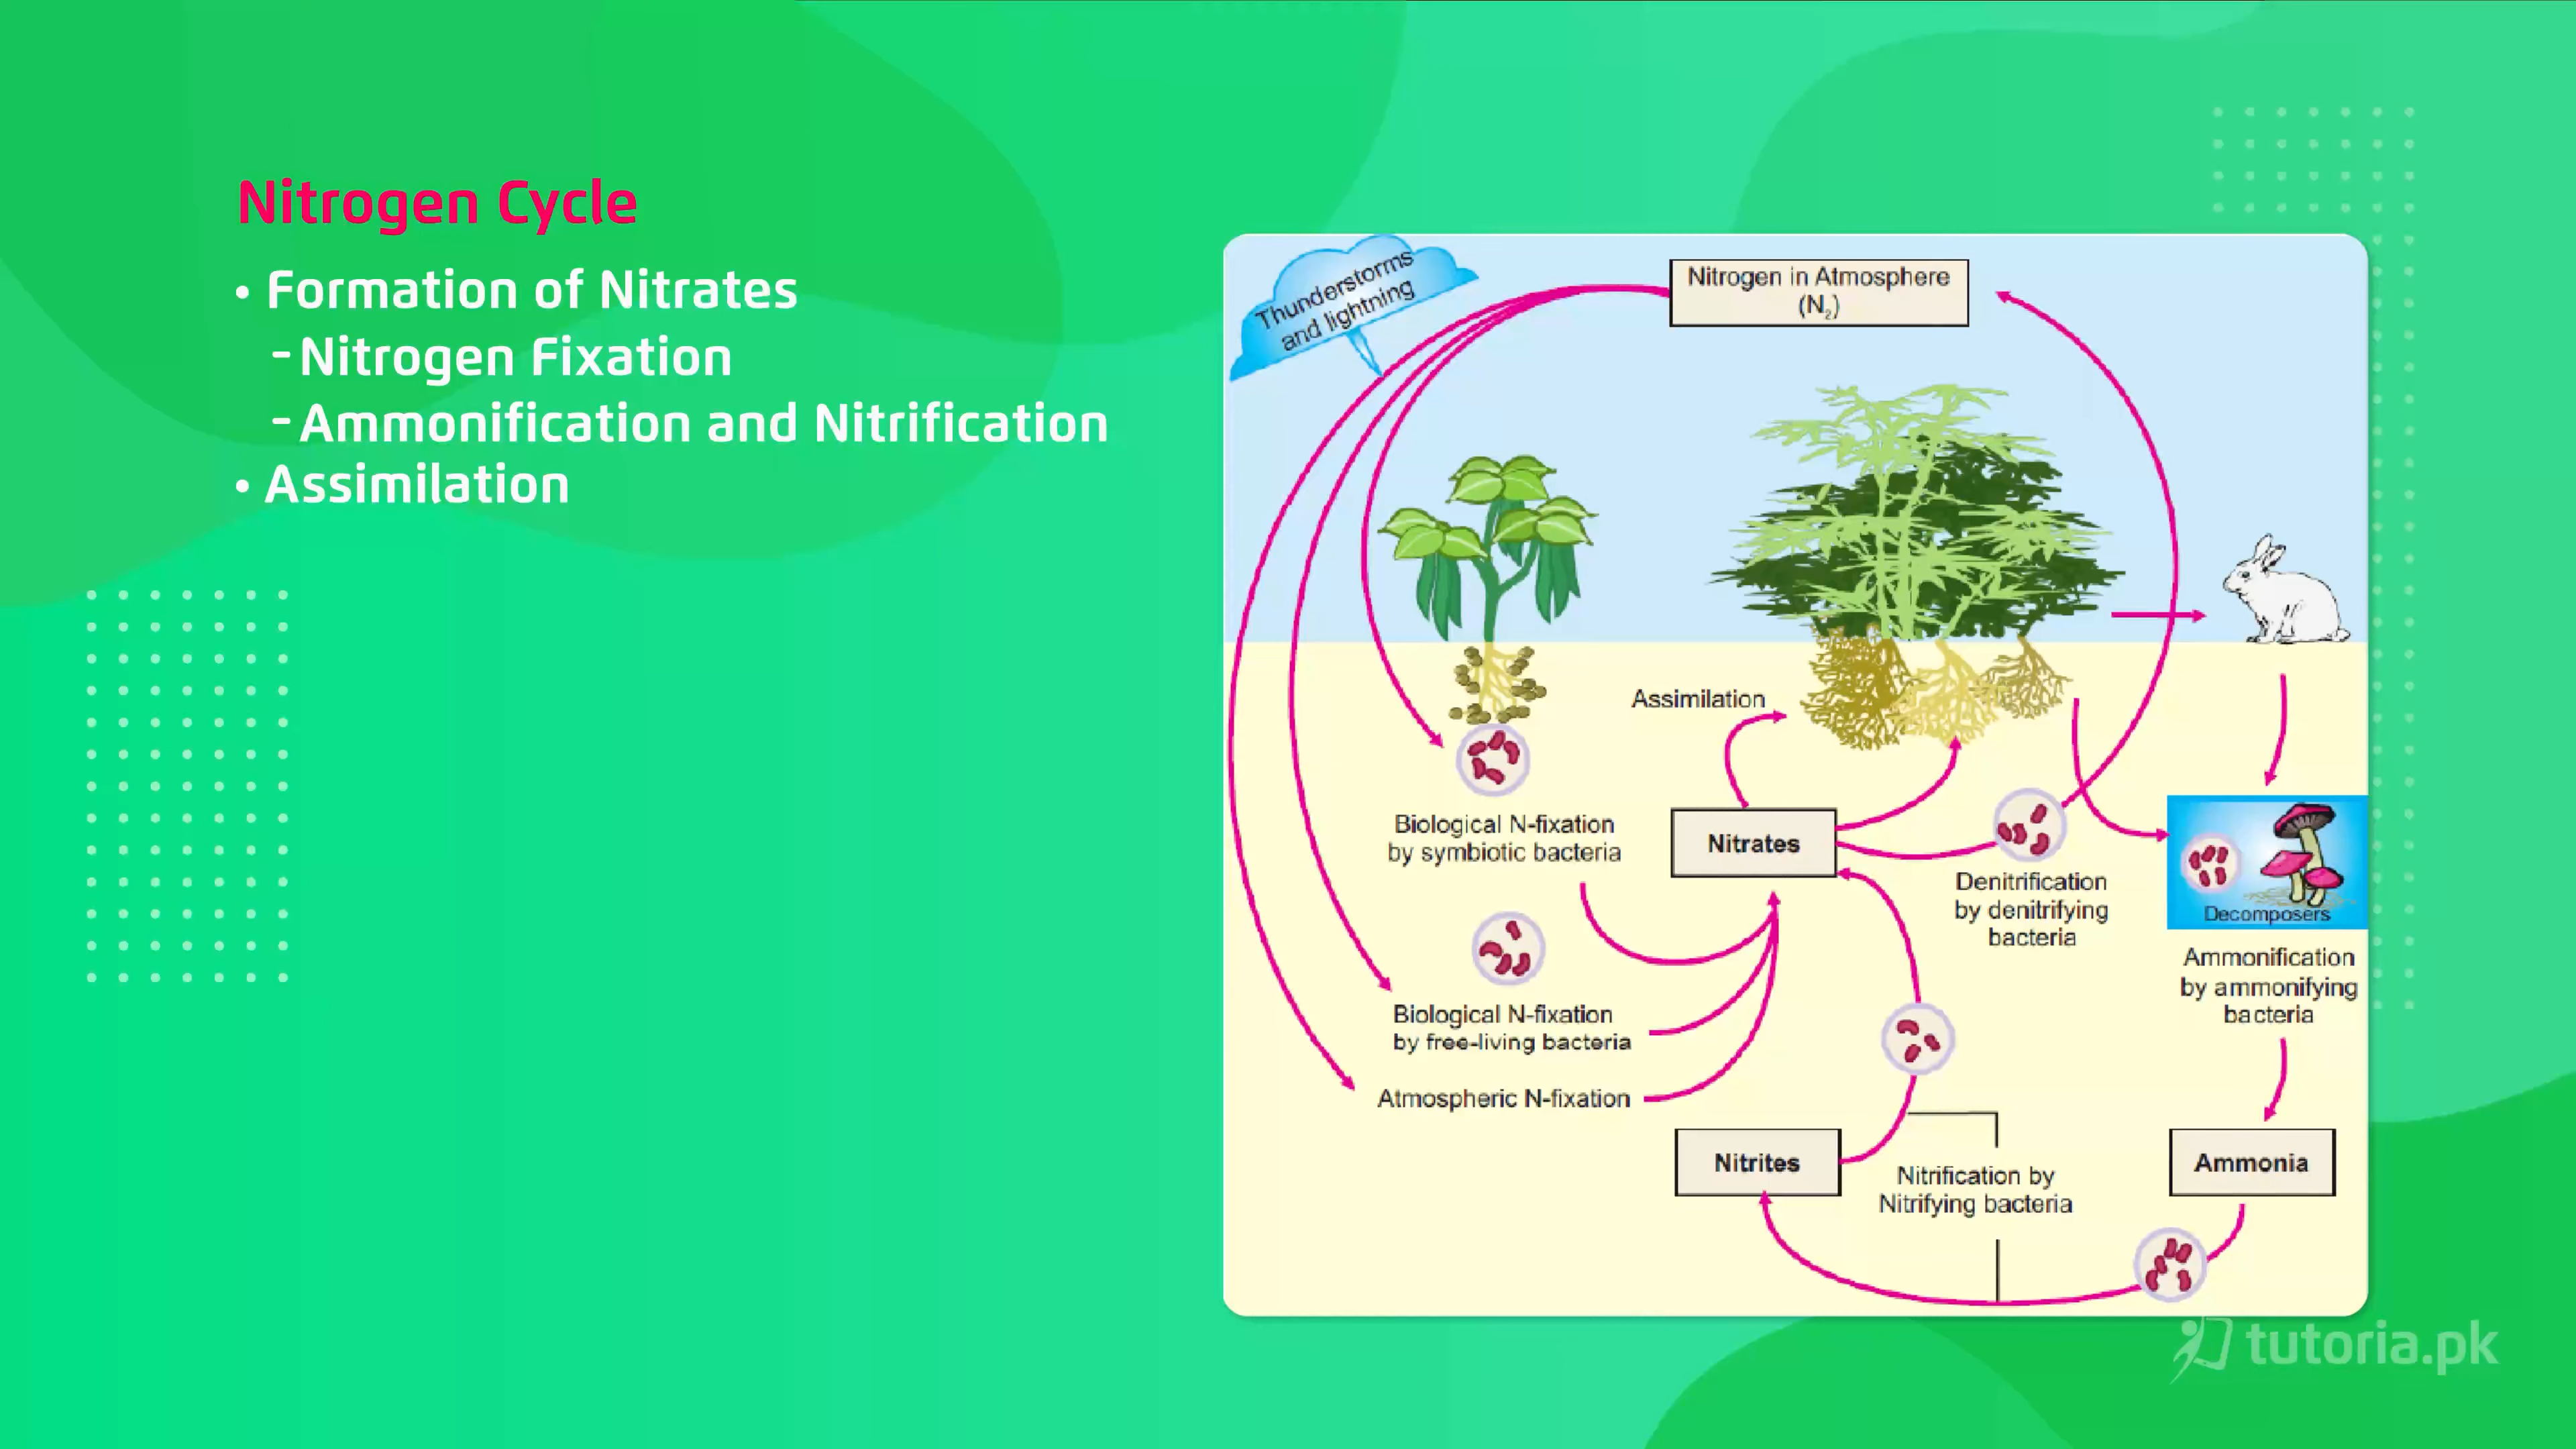 Nitrogen Cycle
• Formation of Nitrates
- Nitrogen Fixation
- Ammonification and Nitrification
• Assimilation
Thunderstorms
and lightning
Nitrogen in Atmosphere
(N₂)
Assimilation
Biological N-fixation
by symbiotic bacteria
Nitrates
Denitrification
by denitrifying
bacteria
Decomposers
Ammonification
by ammonifying
bacteria
Biological N-fixation
by free-living bacteria
Atmospheric N-fixation
Nitrites
Nitrification by
Nitrifying bacteria
Ammonia
tutoria.pk